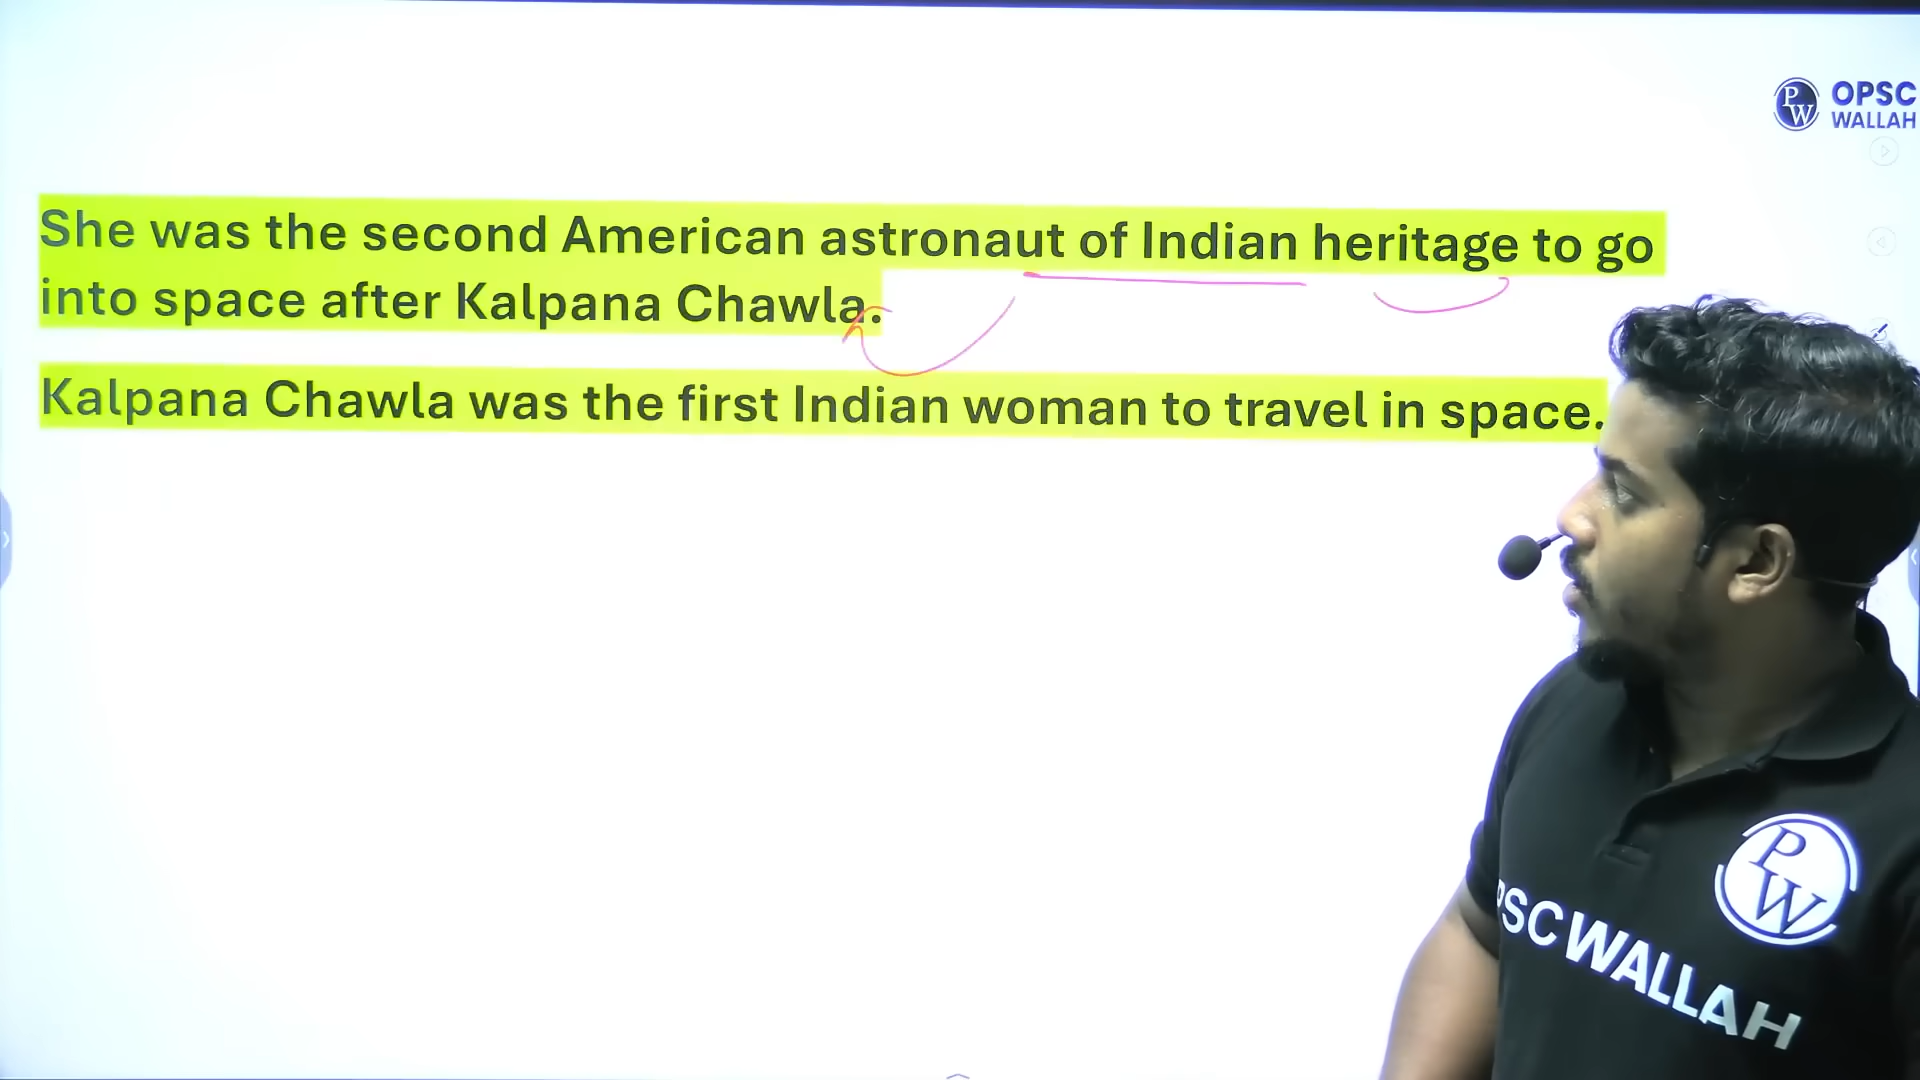 OPSC
WALLAH
She was the second American astronaut of Indian heritage to go
into space after Kalpana Chawla.
Kalpana Chawla was the first Indian woman to travel in space.
PW
PSC WALLAH